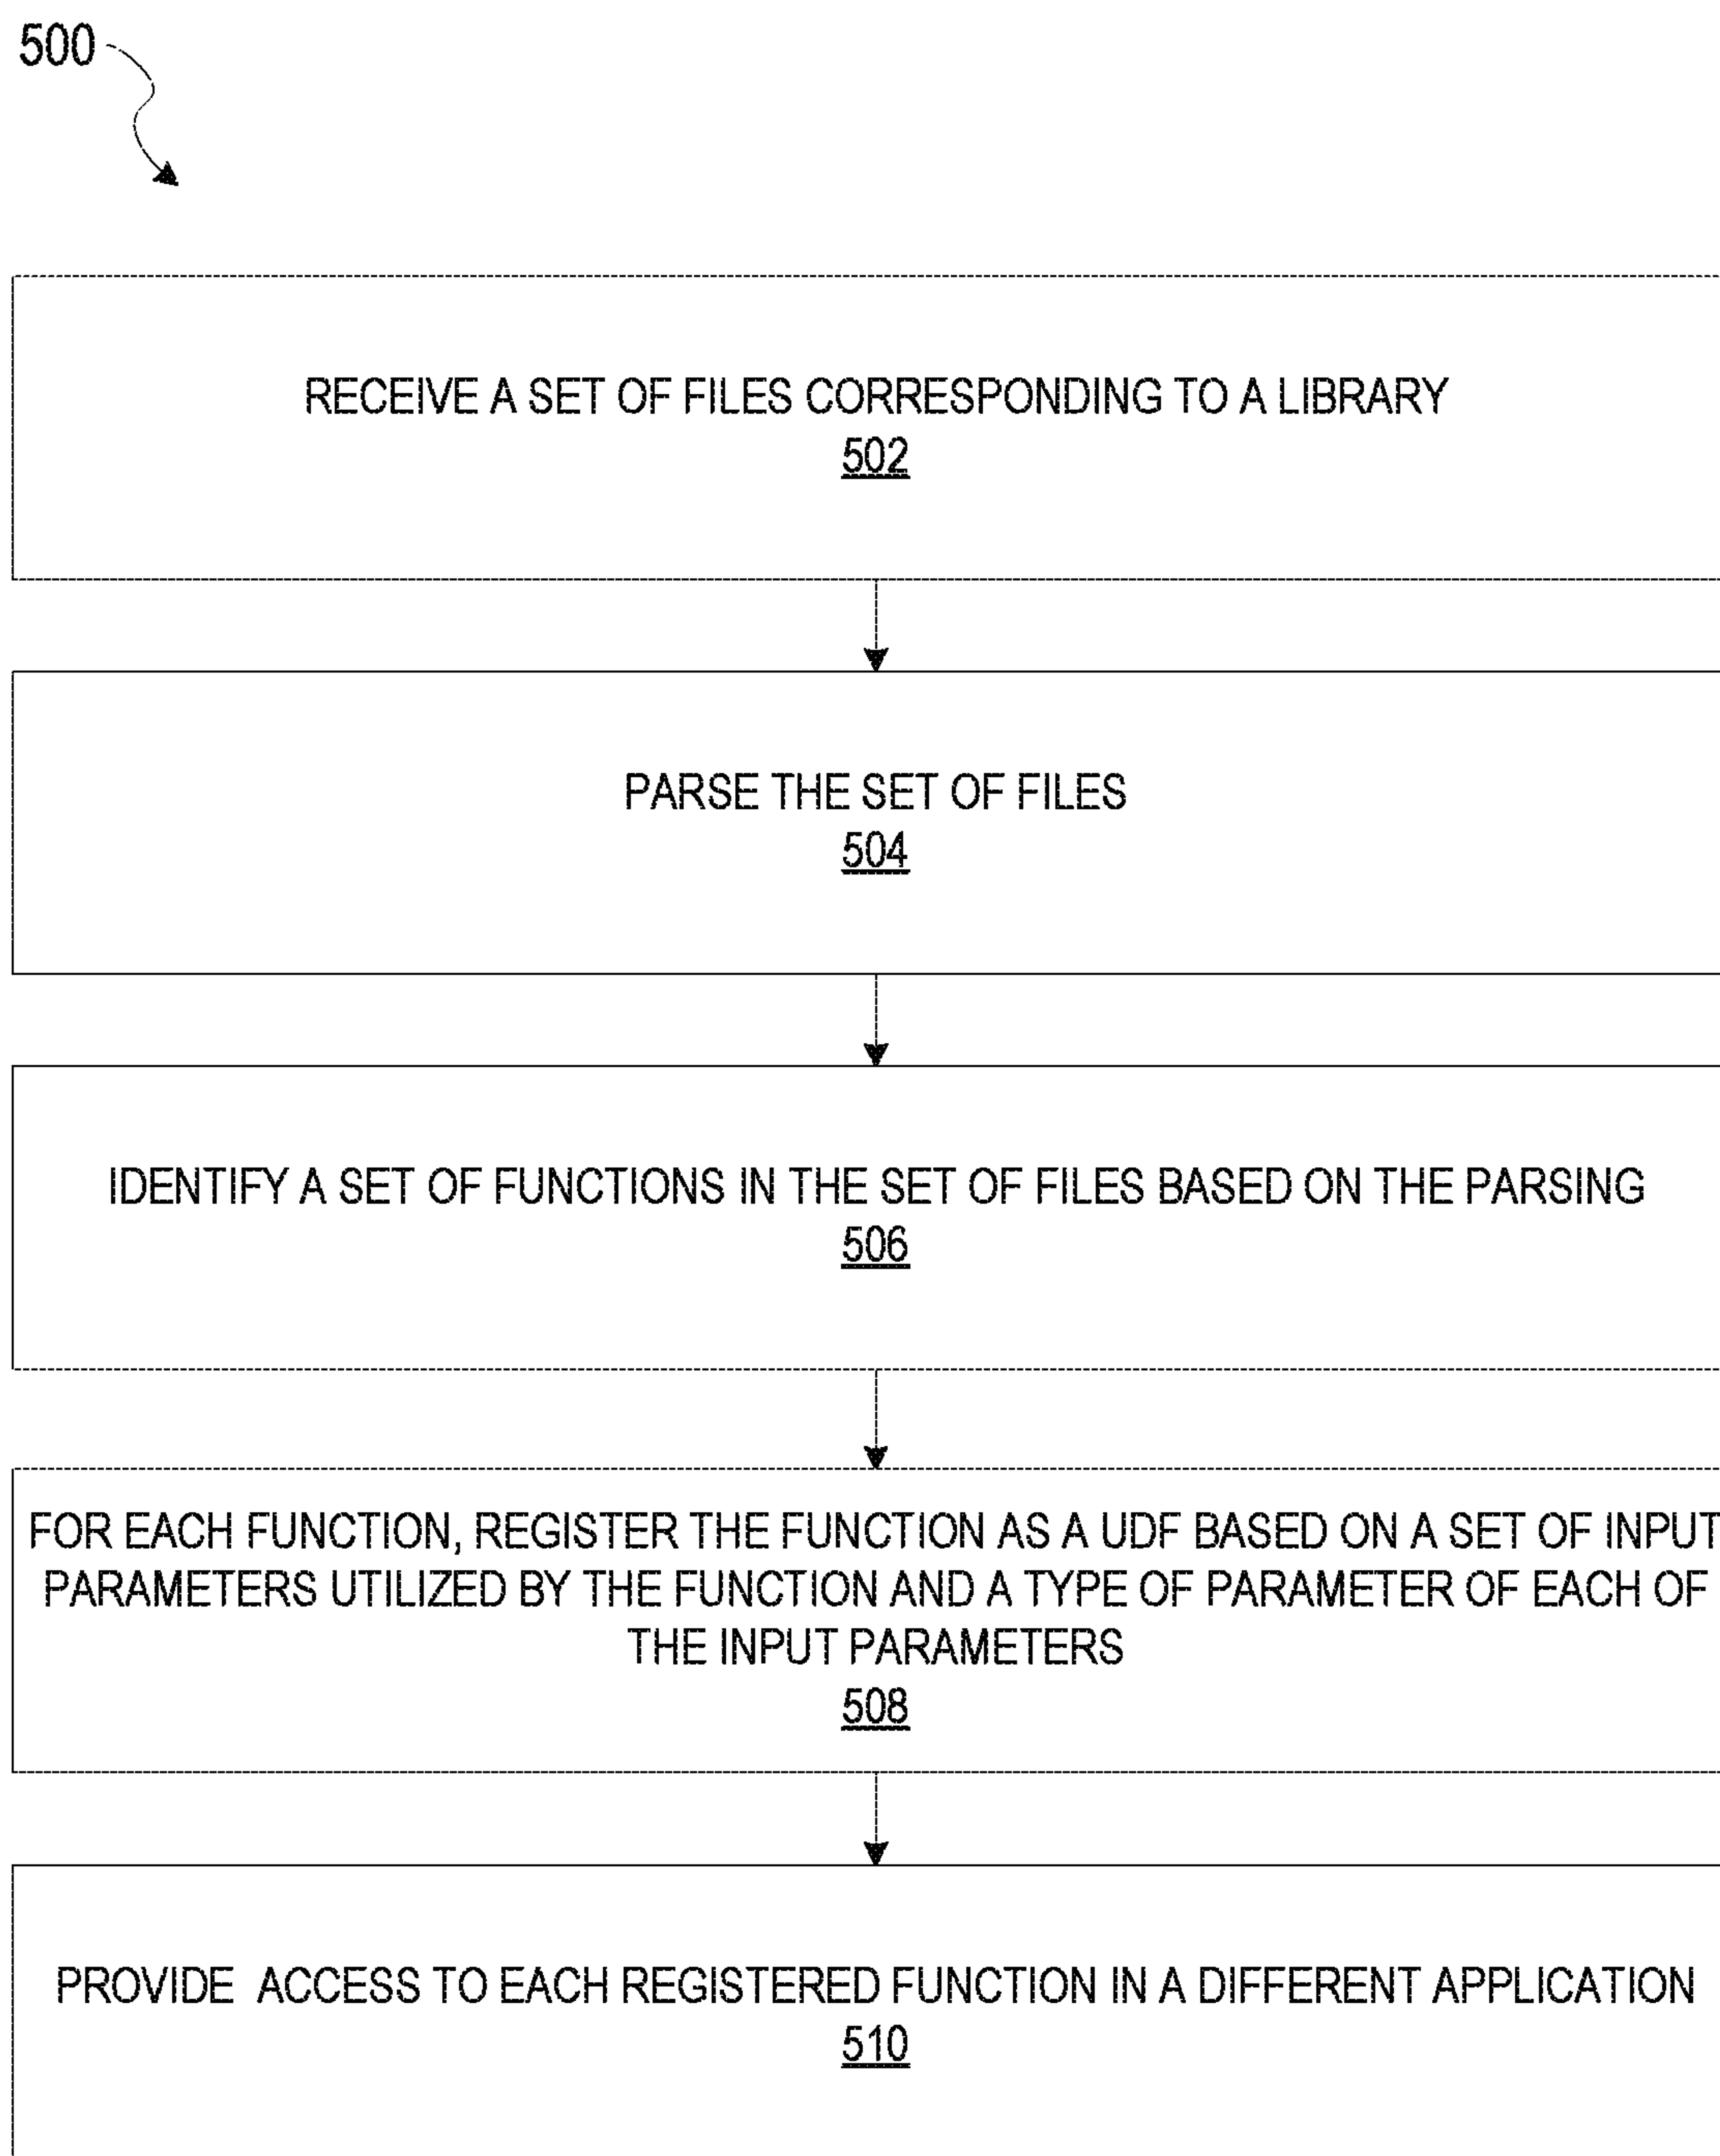 500
RECEIVE A SET OF FILES CORRESPONDING TO A LIBRARY
502
PARSE THE SET OF FILES
504
IDENTIFY A SET OF FUNCTIONS IN THE SET OF FILES BASED ON THE PARSING
506
FOR EACH FUNCTION, REGISTER THE FUNCTION AS A UDF BASED ON A SET OF INPUT
PARAMETERS UTILIZED BY THE FUNCTION AND A TYPE OF PARAMETER OF EACH OF
THE INPUT PARAMETERS
508
PROVIDE ACCESS TO EACH REGISTERED FUNCTION IN A DIFFERENT APPLICATION
510